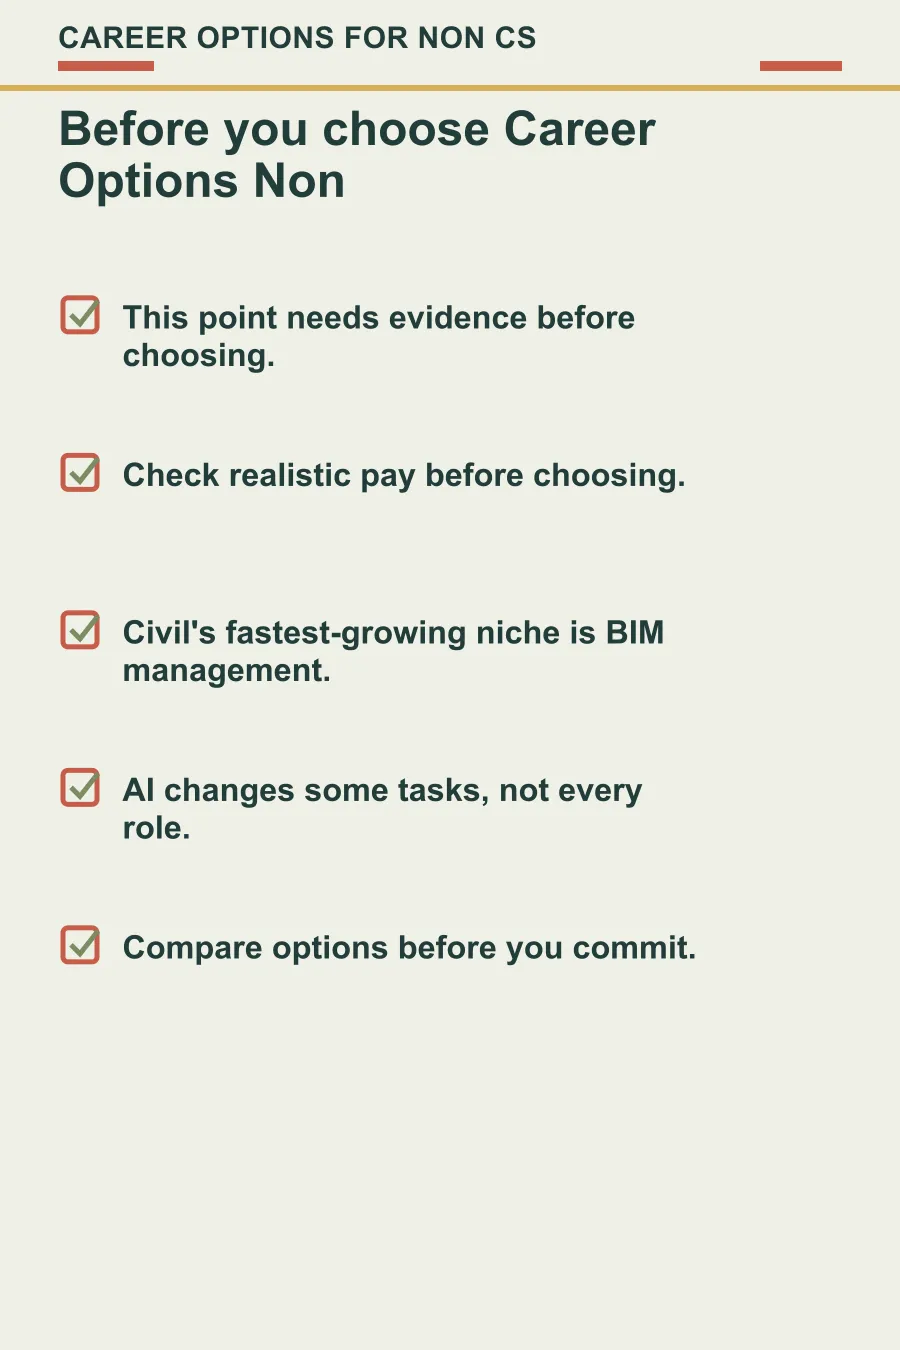 CAREER OPTIONS FOR NON CS
Before you choose Career
Options Non
This point needs evidence before
choosing.
Check realistic pay before choosing.
Civil's fastest-growing niche is BIM
management.
AI changes some tasks, not every
role.
Compare options before you commit.